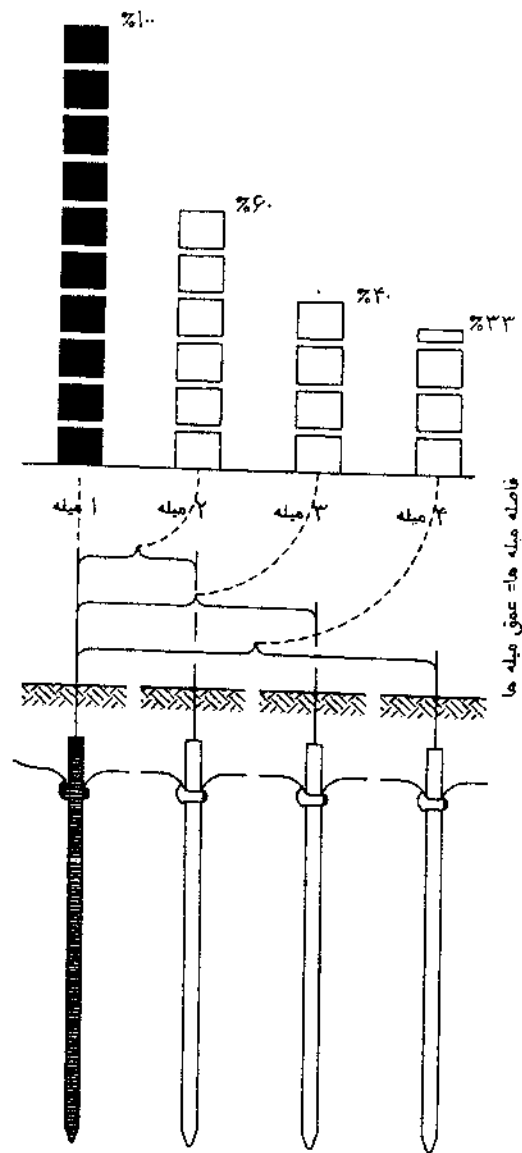 %۱۰۰
%۶۰
%۴۰
%۳۳
۱ میله
۲ میله
۳ میله
۴ میله
فاصله میله ها= عمق میله ها